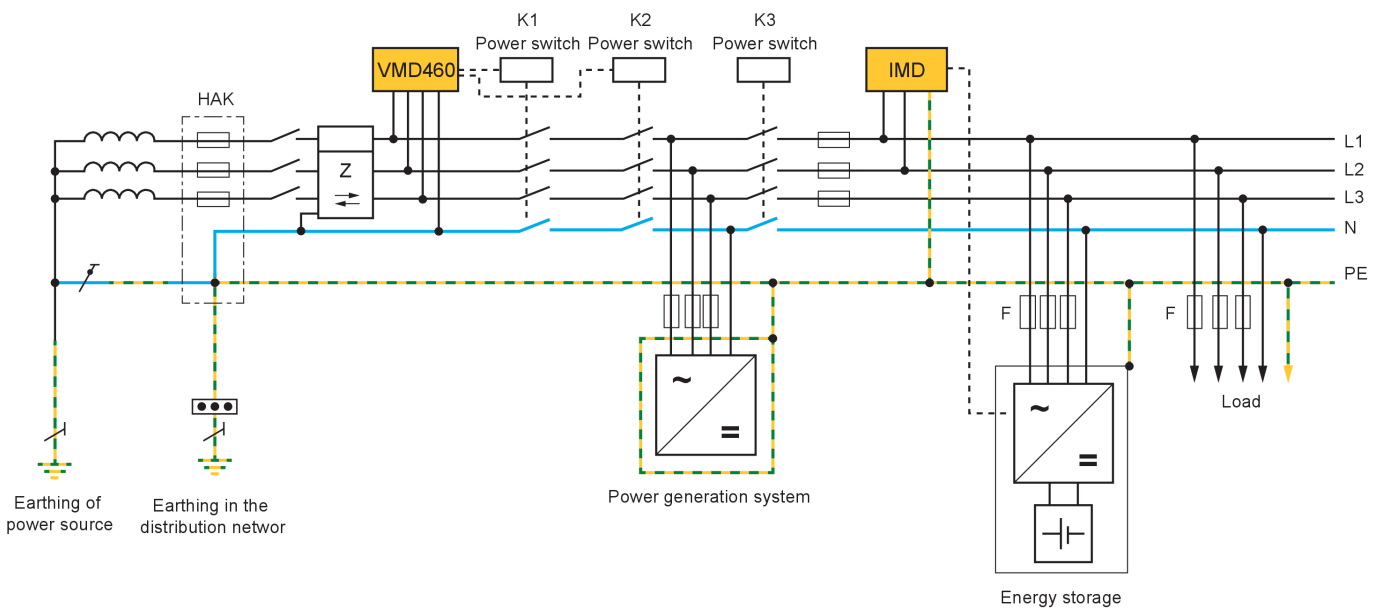 K1
Power switch
K2
Power switch
K3
Power switch
VMD460
IMD
HAK
Z
L1
L2
L3
N
PE
F
F
Load
~
=
~
=
Power generation system
Earthing of
power source
Earthing in the
distribution networ
Energy storage